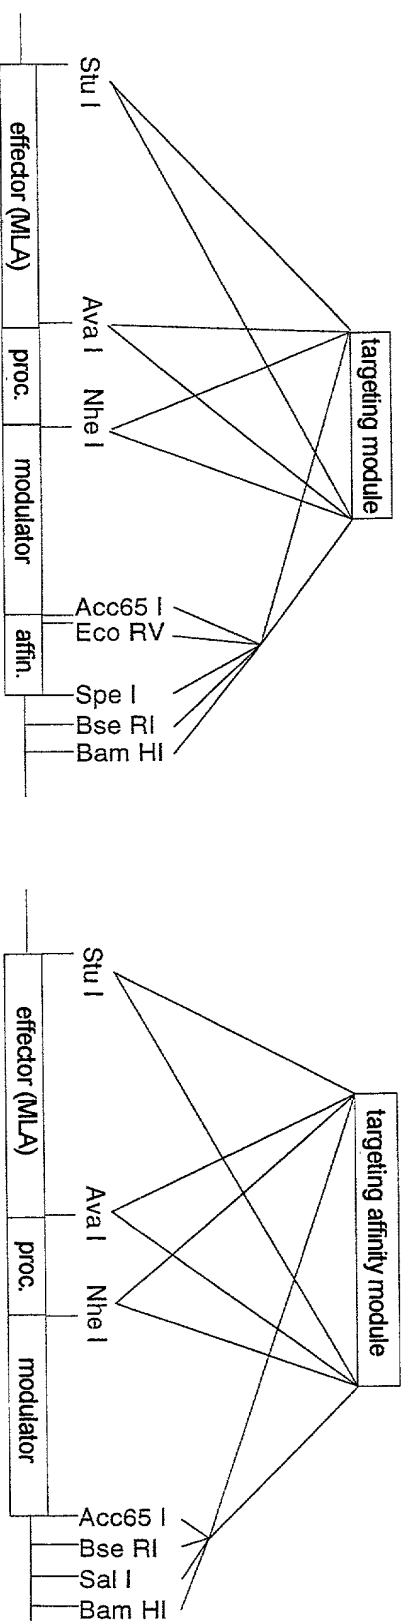 targeting module
Stu I
Ava I
Nhe I
Acc65 I
Eco RV
Spe I
Bse RI
Bam HI
effector (MLA)
proc.
modulator
affin.
targeting affinity module
Stu I
Ava I
Nhe I
Acc65 I
Bse RI
Sal I
Bam HI
effector (MLA)
proc.
modulator